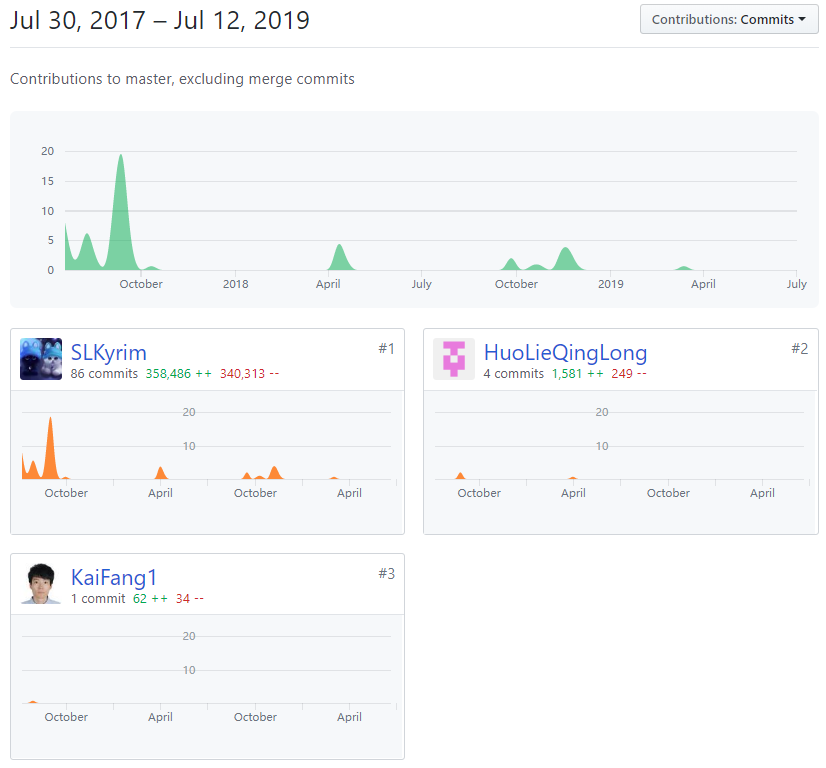 Jul 30, 2017 – Jul 12, 2019
Contributions: Commits
Contributions to master, excluding merge commits
20
15
10
5
0
October 2018 April July October 2019 April July
SLKyrim #1
86 commits 358,486 ++ 340,313 --
20
10
October April October April
HuoLieQingLong #2
4 commits 1,581 ++ 249 --
20
10
October April October April
KaiFang1 #3
1 commit 62 ++ 34 --
20
10
October April October April